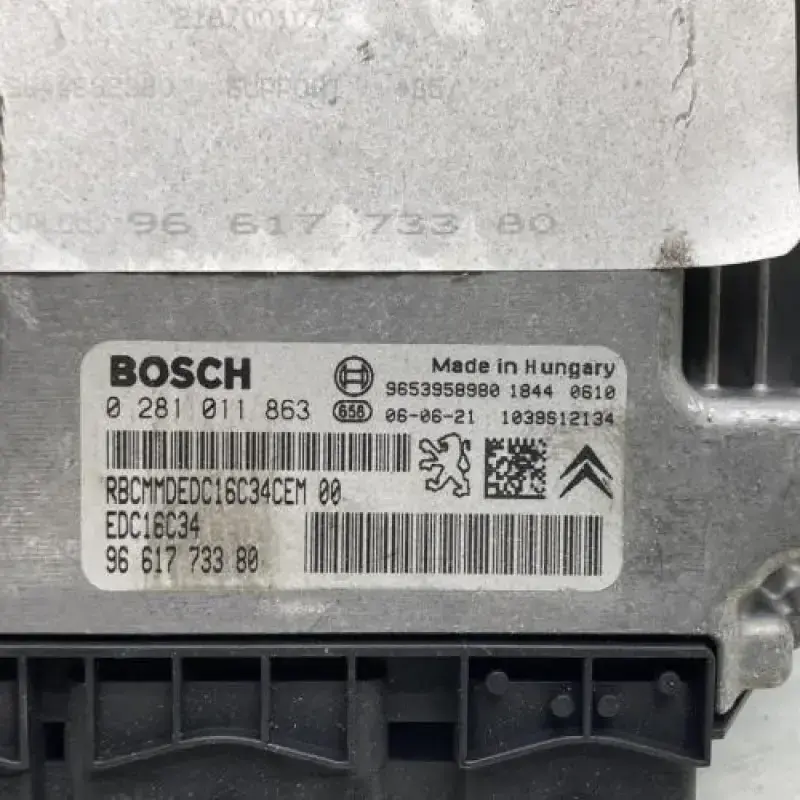 96 617 733 80
BOSCH
Made in Hungary
9653958980 1844 0610
0 281 011 863
656 06-06-21 1039S12134
RBCMMDEDC16C34CEM 00
EDC16C34
96 617 733 80